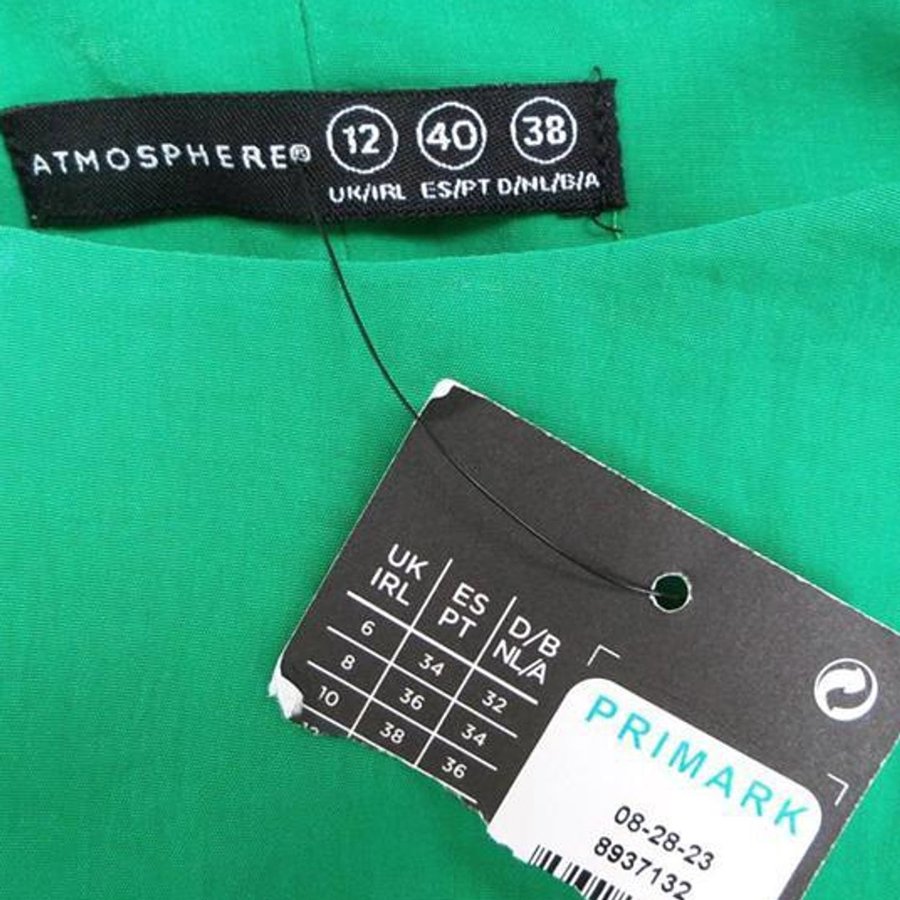 ATMOSPHERE® 12 40 38
UK/IRL ES/PT D/NL/B/A
UK IRL ES PT D/B NL/A
6 34 32
8 36 34
10 38 36
12
PRIMARK
08-28-23
8937132